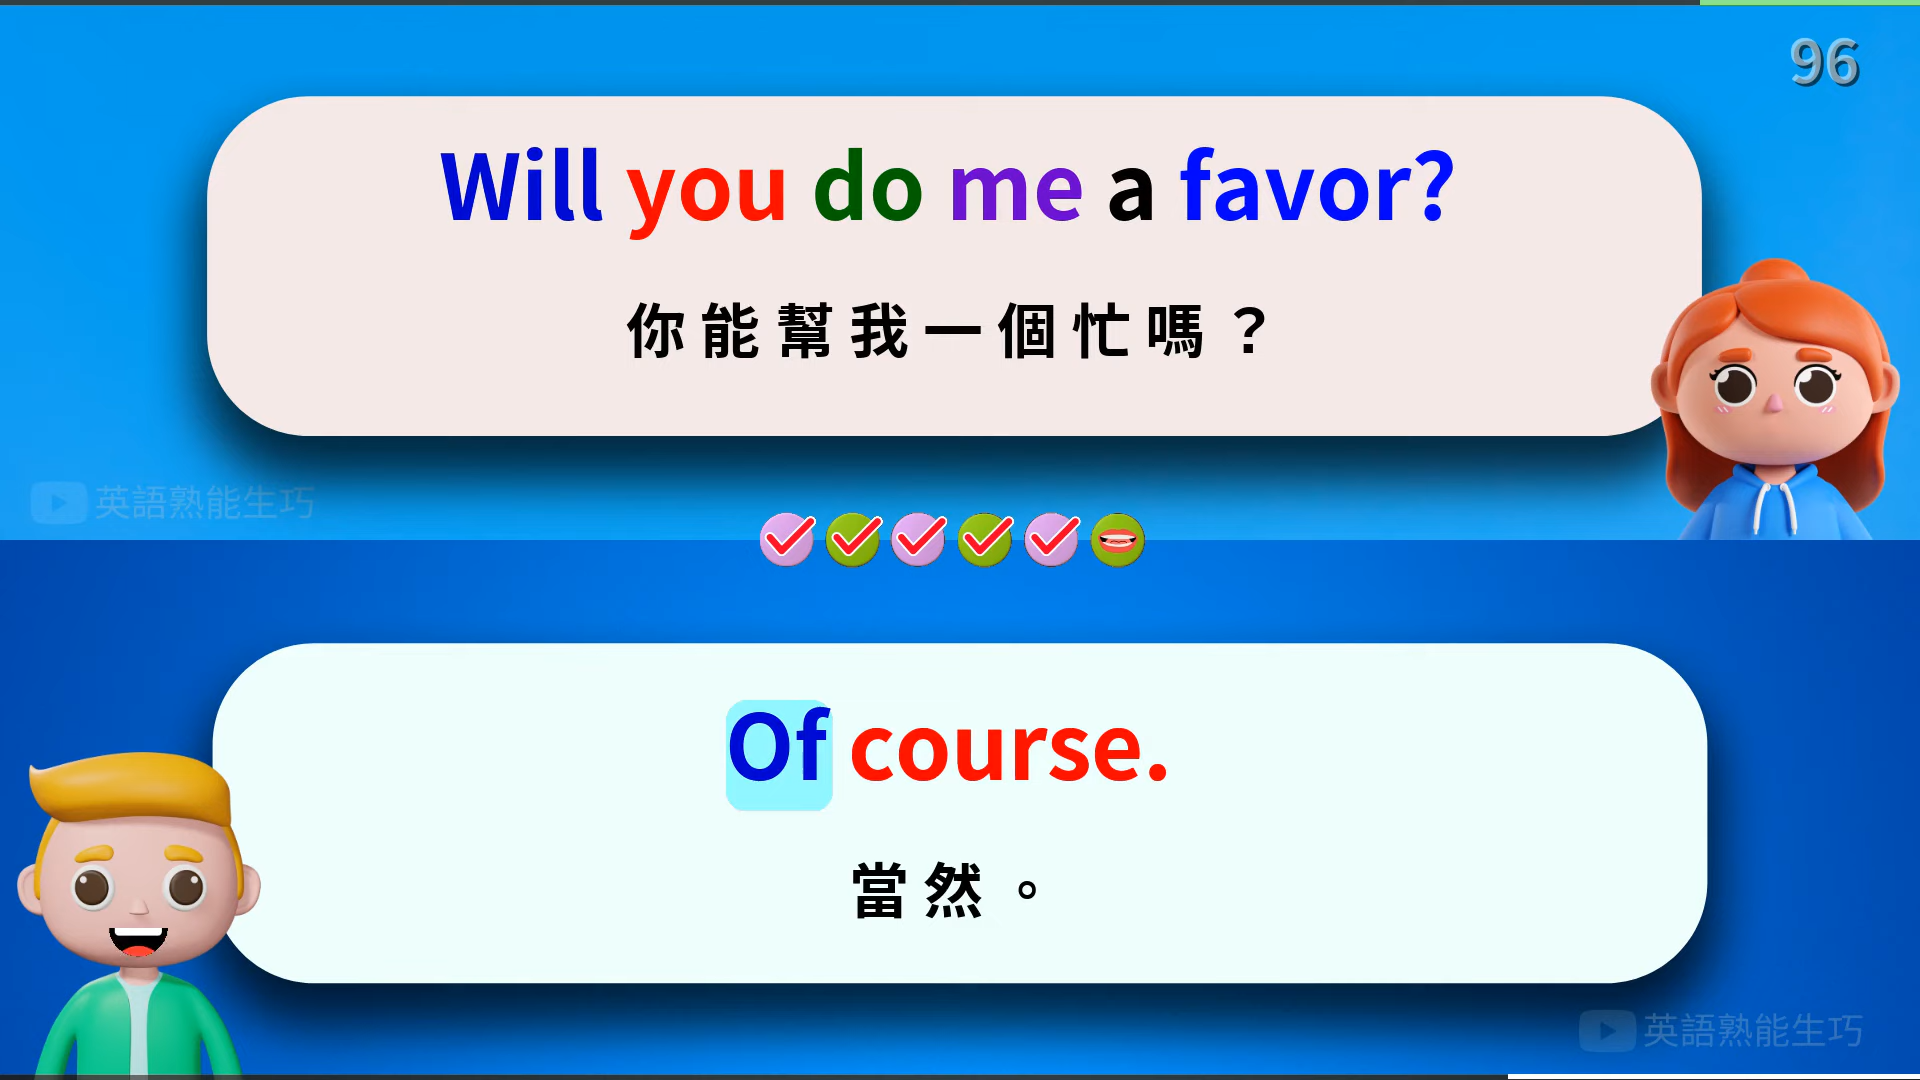 96
Will you do me a favor?
你能幫我一個忙嗎？
英語熟能生巧
Of course.
當然。
英語熟能生巧